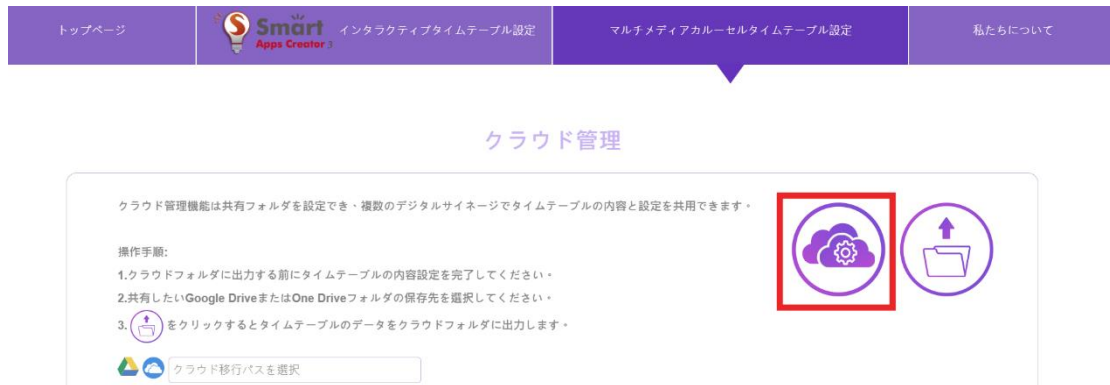 トップページ
Smart Apps Creator 3
インタラクティブタイムテーブル設定
マルチメディアカルーセルタイムテーブル設定
私たちについて
クラウド管理
クラウド管理機能は共有フォルダを設定でき、複数のデジタルサイネージでタイムテーブルの内容と設定を共用できます。
操作手順:
1.クラウドフォルダに出力する前にタイムテーブルの内容設定を完了してください。
2.共有したいGoogle DriveまたはOne Driveフォルダの保存先を選択してください。
3. をクリックするとタイムテーブルのデータをクラウドフォルダに出力します。
クラウド移行パスを選択